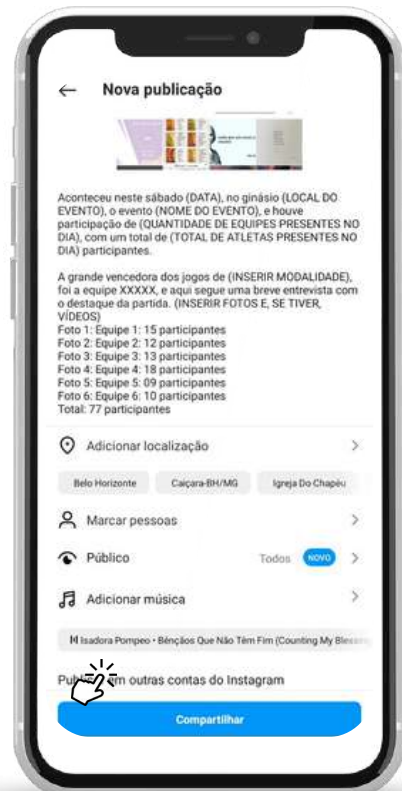 Nova publicação
Aconteceu neste sábado (DATA), no ginásio (LOCAL DO
EVENTO), o evento (NOME DO EVENTO), e houve
participação de (QUANTIDADE DE EQUIPES PRESENTES NO
DIA), com um total de (TOTAL DE ATLETAS PRESENTES NO
DIA) participantes.
A grande vencedora dos jogos de (INSERIR MODALIDADE),
foi a equipe XXXXX, e aqui segue uma breve entrevista com
o destaque da partida. (INSERIR FOTOS E, SE TIVER,
VÍDEOS)
Foto 1: Equipe 1: 15 participantes
Foto 2: Equipe 2: 12 participantes
Foto 3: Equipe 3: 13 participantes
Foto 4: Equipe 4: 18 participantes
Foto 5: Equipe 5: 09 participantes
Foto 6: Equipe 6: 10 participantes
Total: 77 participantes
Adicionar localização
Belo Horizonte Caiçara-BH/MG Igreja Do Chapéu
Marcar pessoas
Público Todos NOVO
Adicionar música
Isadora Pompeo • Bênçãos Que Não Têm Fim (Counting My
em outras contas do Instagram
Compartilhar